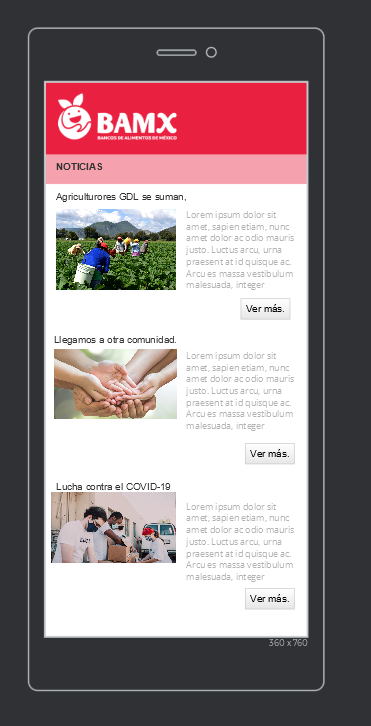 BAMX
BANCOS DE ALIMENTOS DE MÉXICO
NOTICIAS
Agriculturores GDL se suman,
Lorem ipsum dolor sit
amet, sapien etiam, nunc
amet dolor ac odio mauris
justo. Luctus arcu, urna
praesent at id quisque ac.
Arcu es massa vestibulum
malesuada, integer
Ver más.
Llegamos a otra comunidad.
Lorem ipsum dolor sit
amet, sapien etiam, nunc
amet dolor ac odio mauris
justo. Luctus arcu, urna
praesent at id quisque ac.
Arcu es massa vestibulum
malesuada, integer
Ver más.
Lucha contra el COVID-19
Lorem ipsum dolor sit
amet, sapien etiam, nunc
amet dolor ac odio mauris
justo. Luctus arcu, urna
praesent at id quisque ac.
Arcu es massa vestibulum
malesuada, integer
Ver más.
360 x 760